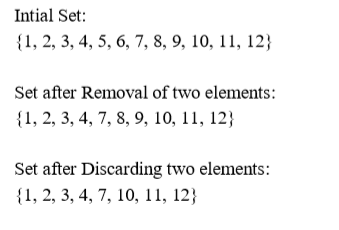 Intial Set:
{1, 2, 3, 4, 5, 6, 7, 8, 9, 10, 11, 12}
Set after Removal of two elements:
{1, 2, 3, 4, 7, 8, 9, 10, 11, 12}
Set after Discarding two elements:
{1, 2, 3, 4, 7, 10, 11, 12}